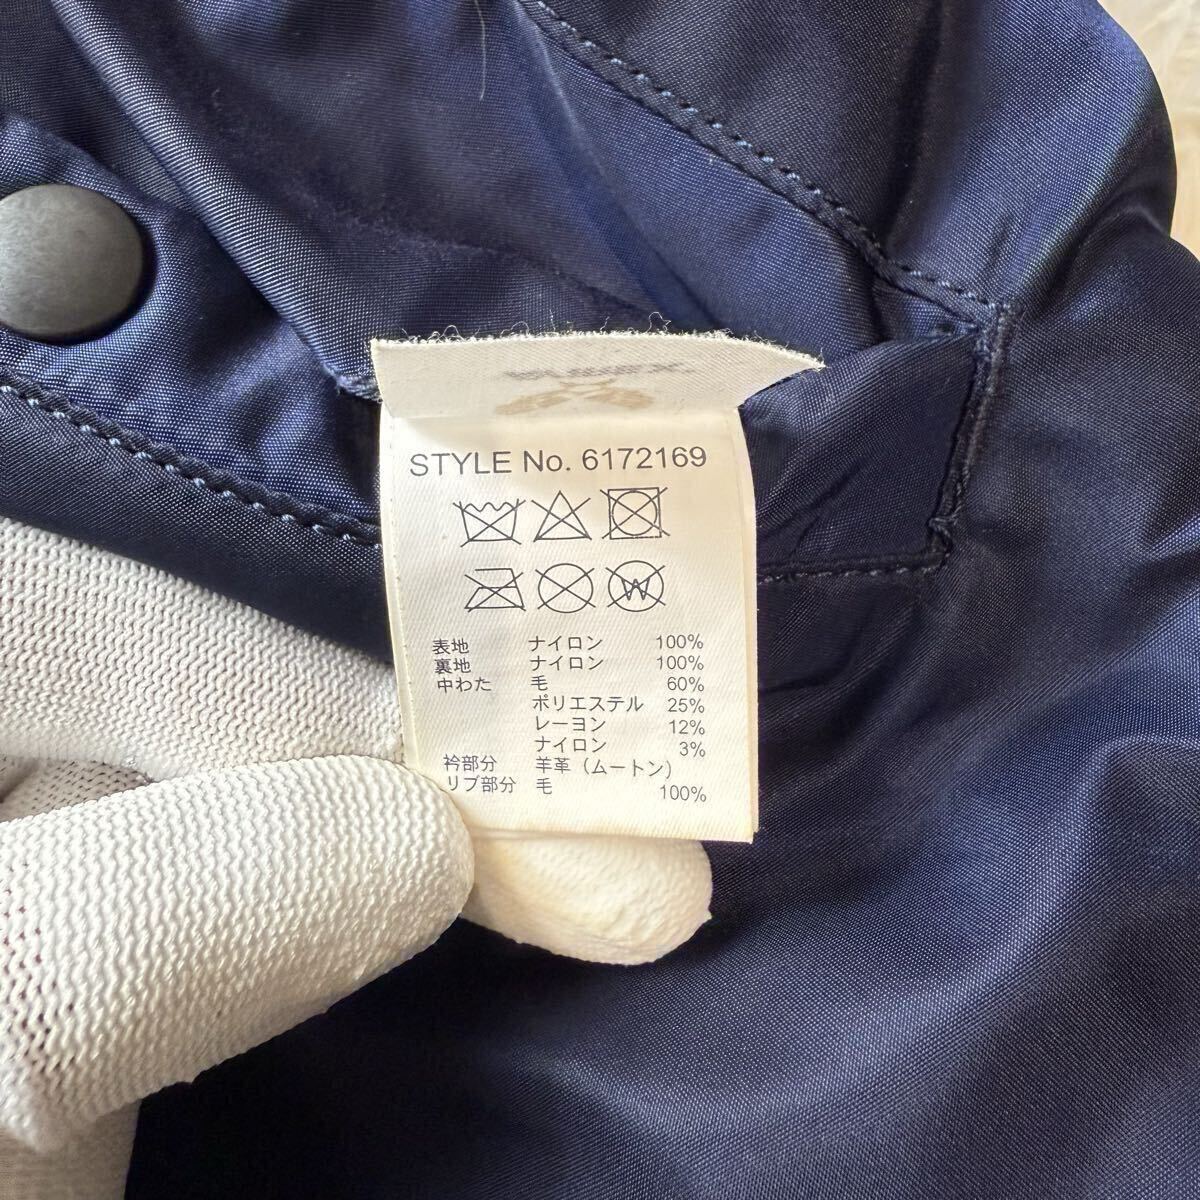 STYLE No. 6172169
W
表地 ナイロン 100%
裏地 ナイロン 100%
中わた 毛 60%
ポリエステル 25%
レーヨン 12%
ナイロン 3%
衿部分 羊革（ムートン）
リブ部分 毛 100%